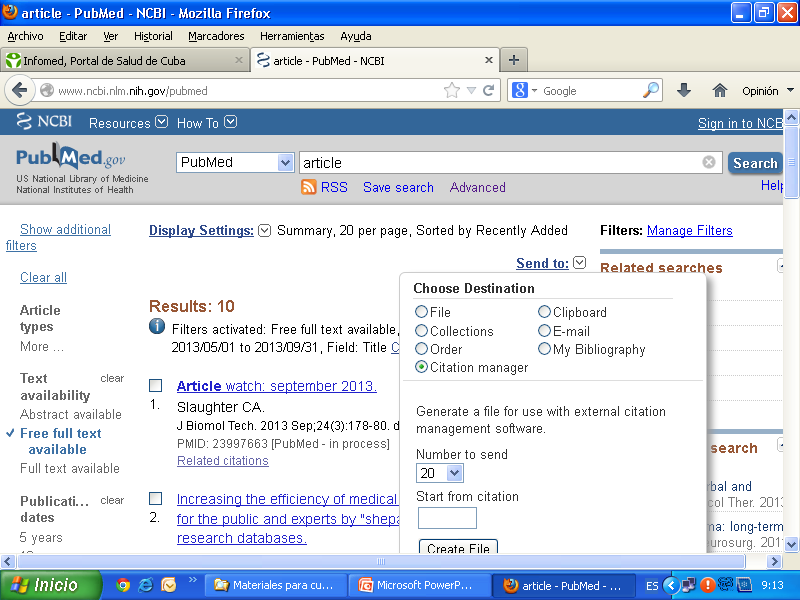 article - PubMed - NCBI - Mozilla Firefox
Archivo Editar Ver Historial Marcadores Herramientas Ayuda
Infomed, Portal de Salud de Cuba
article - PubMed - NCBI
www.ncbi.nlm.nih.gov/pubmed
Google
Opinión
NCBI Resources How To
Sign in to NCB
PubMed.gov
US National Library of Medicine
National Institutes of Health
PubMed
article
Search
RSS Save search Advanced
Help
Show additional
filters
Clear all
Article
types
More ...
Text
availability
clear
Abstract available
Free full text
available
Full text available
Publicati...
dates
clear
5 years
Display Settings: Summary, 20 per page, Sorted by Recently Added
Send to:
Results: 10
Filters activated: Free full text available,
2013/05/01 to 2013/09/31, Field: Title C
Article watch: september 2013.
1.
Slaughter CA.
J Biomol Tech. 2013 Sep;24(3):178-80. d
PMID: 23997663 [PubMed - in process]
Related citations
Increasing the efficiency of medical
2.
for the public and experts by "shepa
research databases.
Choose Destination
File Clipboard
Collections E-mail
Order My Bibliography
Citation manager
Generate a file for use with external citation
management software.
Number to send
20
Start from citation
Create File
Filters: Manage Filters
Related searches
search
rbal and
col Ther. 2013
ma: long-term
eurosurg. 2011
Inicio
Materiales para cu...
Microsoft PowerP...
article - PubMed - ...
ES
9:13